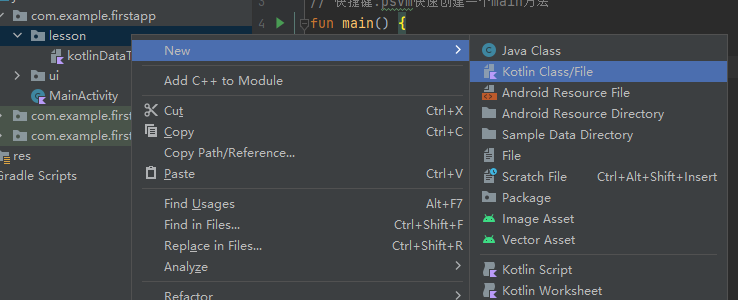 com.example.firstapp
lesson
kotlinDataT
ui
MainActivity
com.example.firs
com.example.firs
res
Gradle Scripts
// 快捷键:psvm快速创建一个main方法
4 fun main() {
New
Add C++ to Module
Cut Ctrl+X
Copy Ctrl+C
Copy Path/Reference...
Paste Ctrl+V
Find Usages Alt+F7
Find in Files... Ctrl+Shift+F
Replace in Files... Ctrl+Shift+R
Analyze
Refactor
Java Class
Kotlin Class/File
Android Resource File
Android Resource Directory
Sample Data Directory
File
Scratch File Ctrl+Alt+Shift+Insert
Package
Image Asset
Vector Asset
Kotlin Script
Kotlin Worksheet